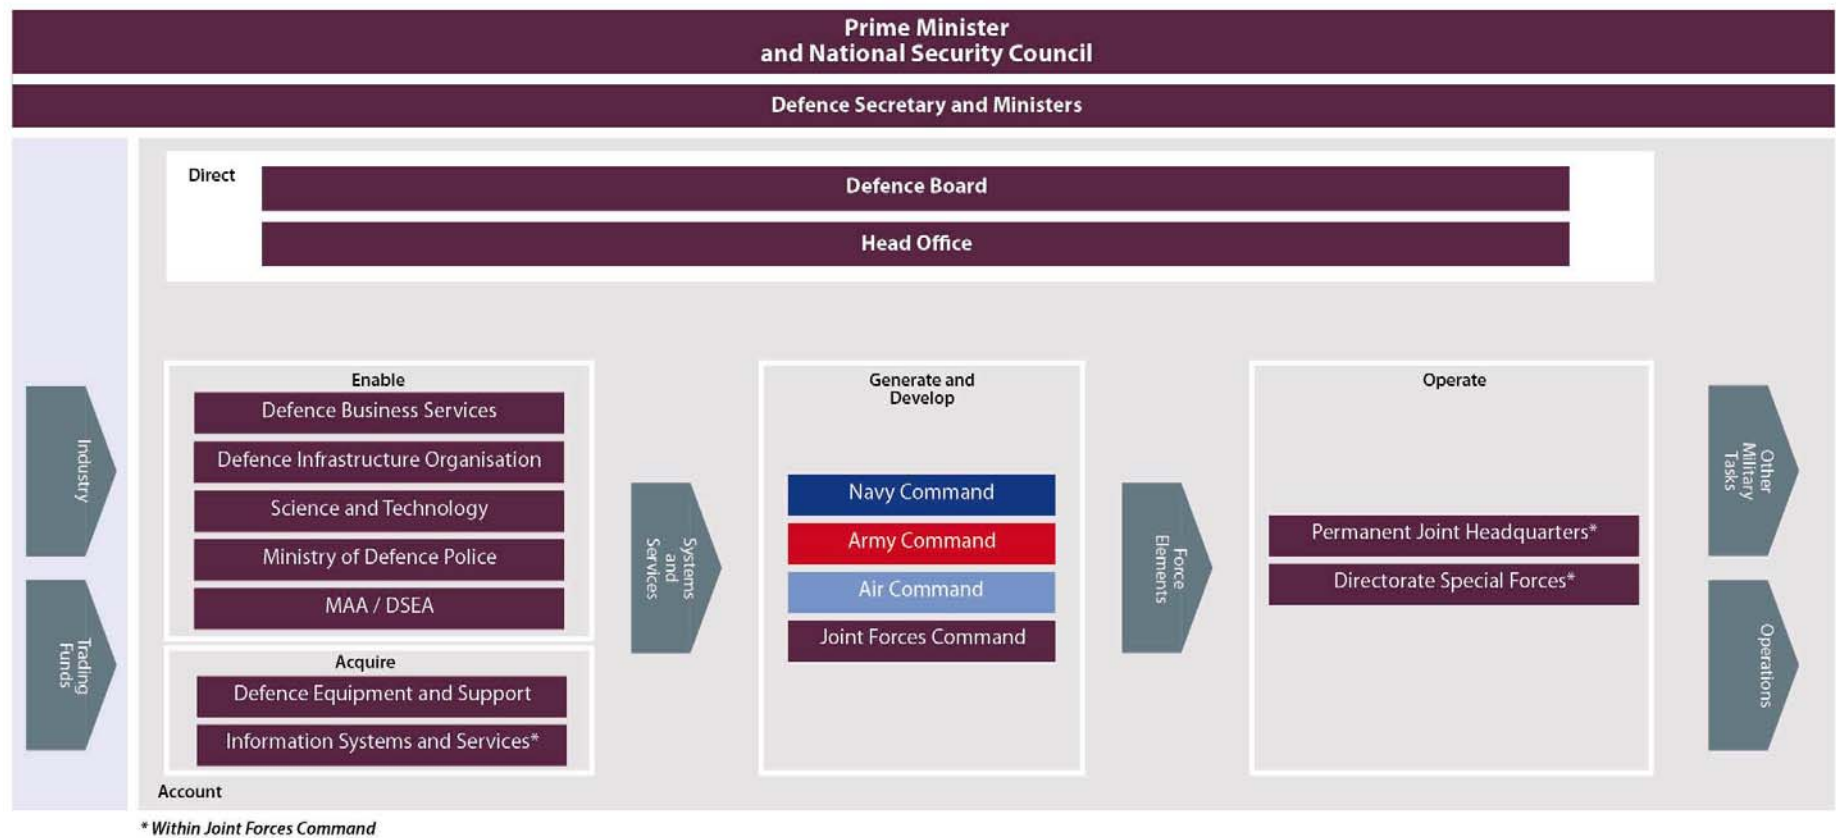 Prime Minister
and National Security Council
Defence Secretary and Ministers
Direct
Defence Board
Head Office
Industry
Trading
Funds
Enable
Defence Business Services
Defence Infrastructure Organisation
Science and Technology
Ministry of Defence Police
MAA / DSEA
Acquire
Defence Equipment and Support
Information Systems and Services*
Systems
and
Services
Generate and
Develop
Navy Command
Army Command
Air Command
Joint Forces Command
Force
Elements
Operate
Permanent Joint Headquarters*
Directorate Special Forces*
Other
Military
Tasks
Operations
Account
* Within Joint Forces Command